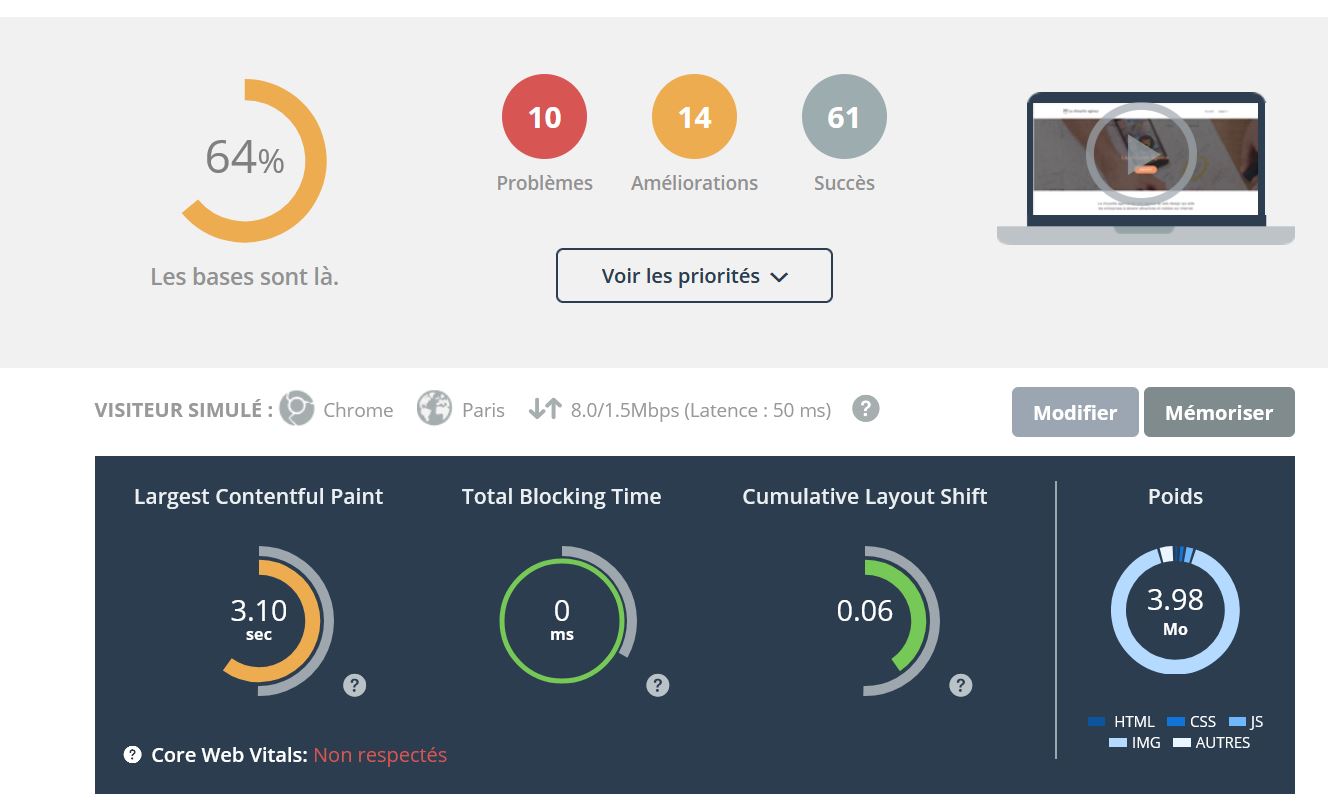 64%
Les bases sont là.
10
14
61
Problèmes
Améliorations
Succès
Voir les priorités
VISITEUR SIMULÉ :
Chrome
Paris
8.0/1.5Mbps (Latence : 50 ms)
?
Modifier
Mémoriser
Largest Contentful Paint
Total Blocking Time
Cumulative Layout Shift
Poids
3.10
sec
?
0
ms
?
0.06
?
3.98
Mo
HTML
CSS
JS
IMG
AUTRES
? Core Web Vitals: Non respectés